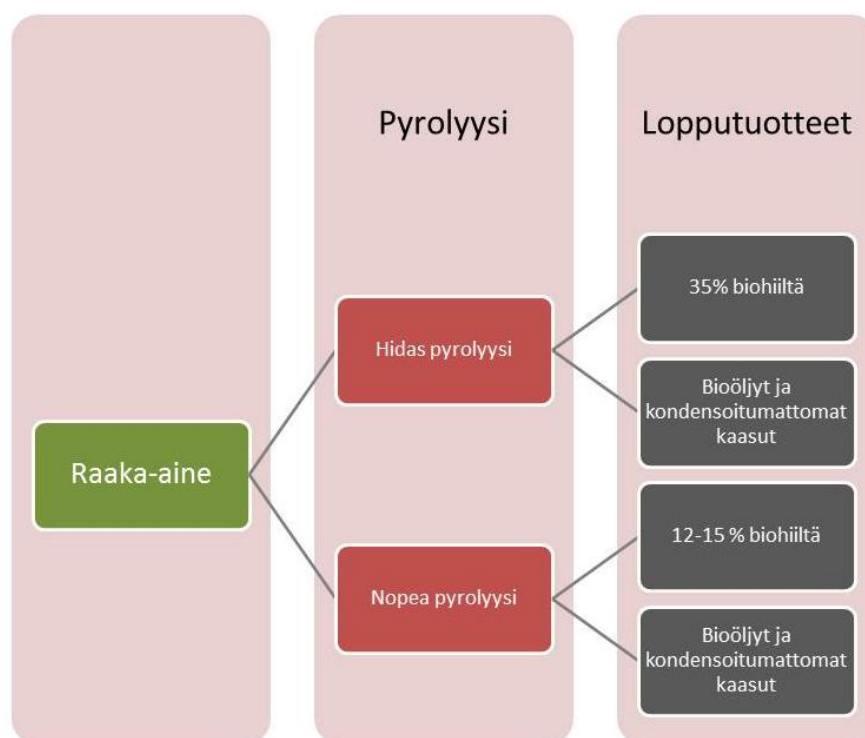 Pyrolyysi
Lopputuotteet
Raaka-aine
Hidas pyrolyysi
Nopea pyrolyysi
35% biohiiltä
Bioöljyt ja
kondensoitumattomat
kaasut
12-15 % biohiiltä
Bioöljyt ja
kondensoitumattomat
kaasut